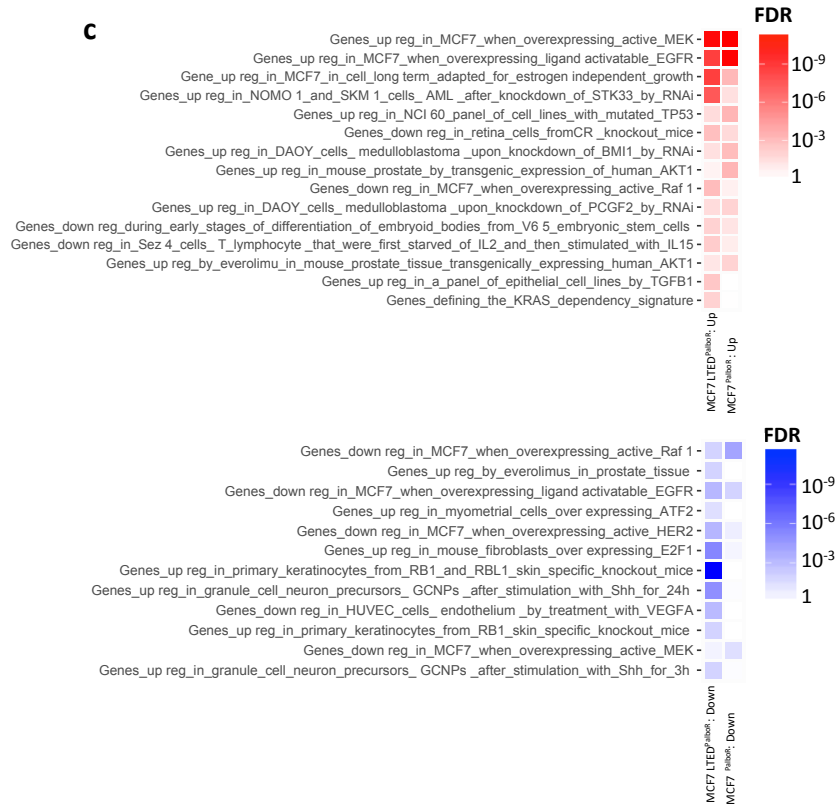 c
FDR
Genes_up reg_in_MCF7_when_overexpressing_active_MEK
Genes_up reg_in_MCF7_when_overexpressing_ligand activatable_EGFR
Gene_up reg_in_MCF7_in_cell_long term_adapted_for_estrogen independent_growth
Genes_up reg_in_NOMO 1_and_SKM 1_cells_ AML _after_knockdown_of_STK33_by_RNAi
Genes_up reg_in_NCI 60_panel_of_cell_lines_with_mutated_TP53
Genes_down reg_in_retina_cells_fromCR _knockout_mice
Genes_up reg_in_DAOY_cells_ medulloblastoma _upon_knockdown_of_BMI1_by_RNAi
Genes_up reg_in_mouse_prostate_by_transgenic_expression_of_human_AKT1
Genes_down reg_in_MCF7_when_overexpressing_active_Raf 1
Genes_up reg_in_DAOY_cells_ medulloblastoma _upon_knockdown_of_PCGF2_by_RNAi
Genes_down reg_during_early_stages_of_differentiation_of_embryoid_bodies_from_V6 5_embryonic_stem_cells
Genes_down reg_in_Sez 4_cells_ T_lymphocyte _that_were_first_starved_of_IL2_and_then_stimulated_with_IL15
Genes_up reg_by_everolimu_in_mouse_prostate_tissue_transgenically_expressing_human_AKT1
Genes_up reg_in_a_panel_of_epithelial_cell_lines_by_TGFB1
Genes_defining_the_KRAS_dependency_signature
10-9
10-6
10-3
1
MCF7 LTED PalboR: Up
MCF7 PalboR: Up
FDR
Genes_down reg_in_MCF7_when_overexpressing_active_Raf 1
Genes_up reg_by_everolimus_in_prostate_tissue
Genes_down reg_in_MCF7_when_overexpressing_ligand activatable_EGFR
Genes_up reg_in_myometrial_cells_over expressing_ATF2
Genes_down reg_in_MCF7_when_overexpressing_active_HER2
Genes_up reg_in_mouse_fibroblasts_over expressing_E2F1
Genes_up reg_in_primary_keratinocytes_from_RB1_and_RBL1_skin_specific_knockout_mice
Genes_up reg_in_granule_cell_neuron_precursors_ GCNPs _after_stimulation_with_Shh_for_24h
Genes_down reg_in_HUVEC_cells_ endothelium _by_treatment_with_VEGFA
Genes_up reg_in_primary_keratinocytes_from_RB1_skin_specific_knockout_mice
Genes_down reg_in_MCF7_when_overexpressing_active_MEK
Genes_up reg_in_granule_cell_neuron_precursors_ GCNPs _after_stimulation_with_Shh_for_3h
10-9
10-6
10-3
1
MCF7 LTED PalboR: Down
MCF7 PalboR: Down